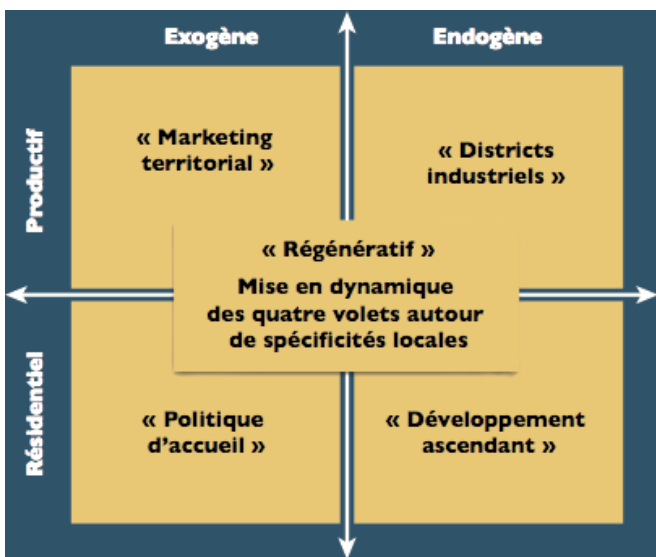 Exogène
Endogène
Productif
« Marketing
territorial »
« Districts
industriels »
« Régénératif »
Mise en dynamique
des quatre volets autour
de spécificités locales
Résidentiel
« Politique
d’accueil »
« Développement
ascendant »